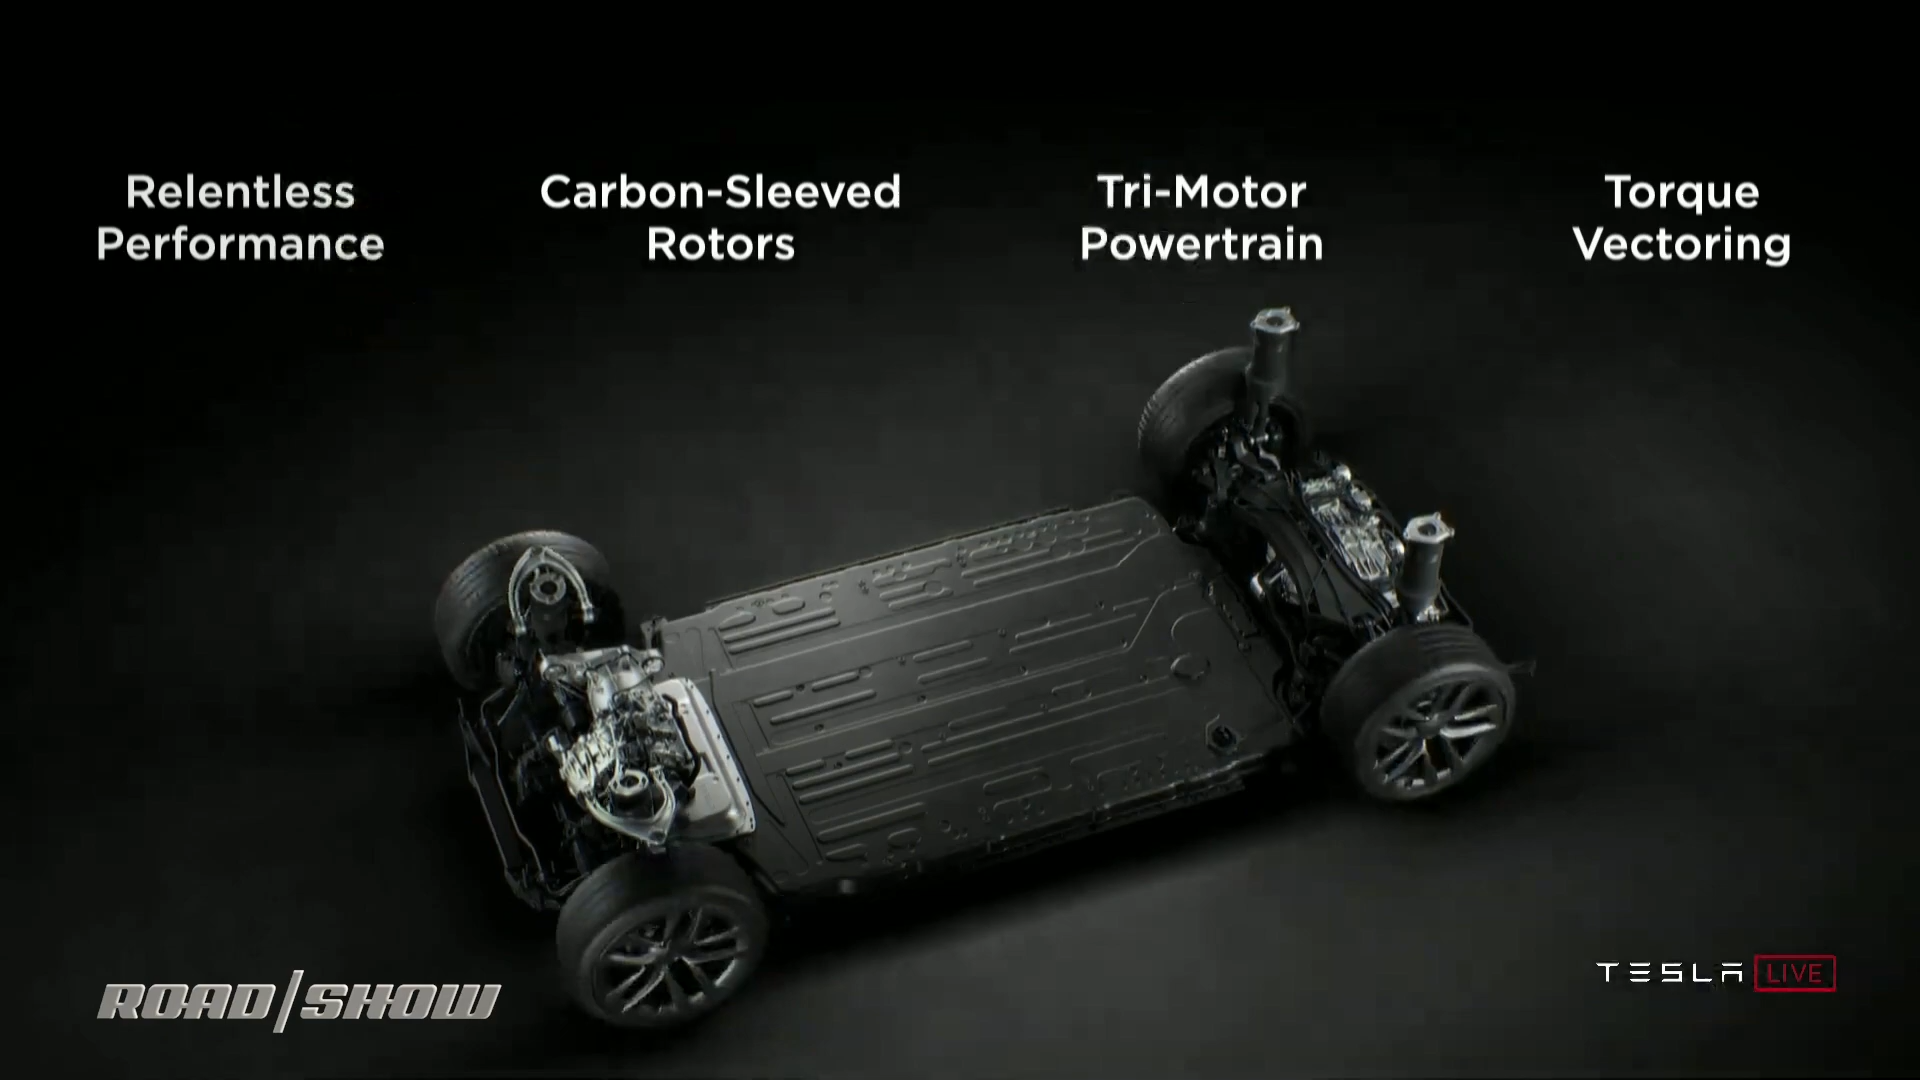 Relentless
Performance
Carbon-Sleeved
Rotors
Tri-Motor
Powertrain
Torque
Vectoring
ROAD/SHOW
TESLA LIVE